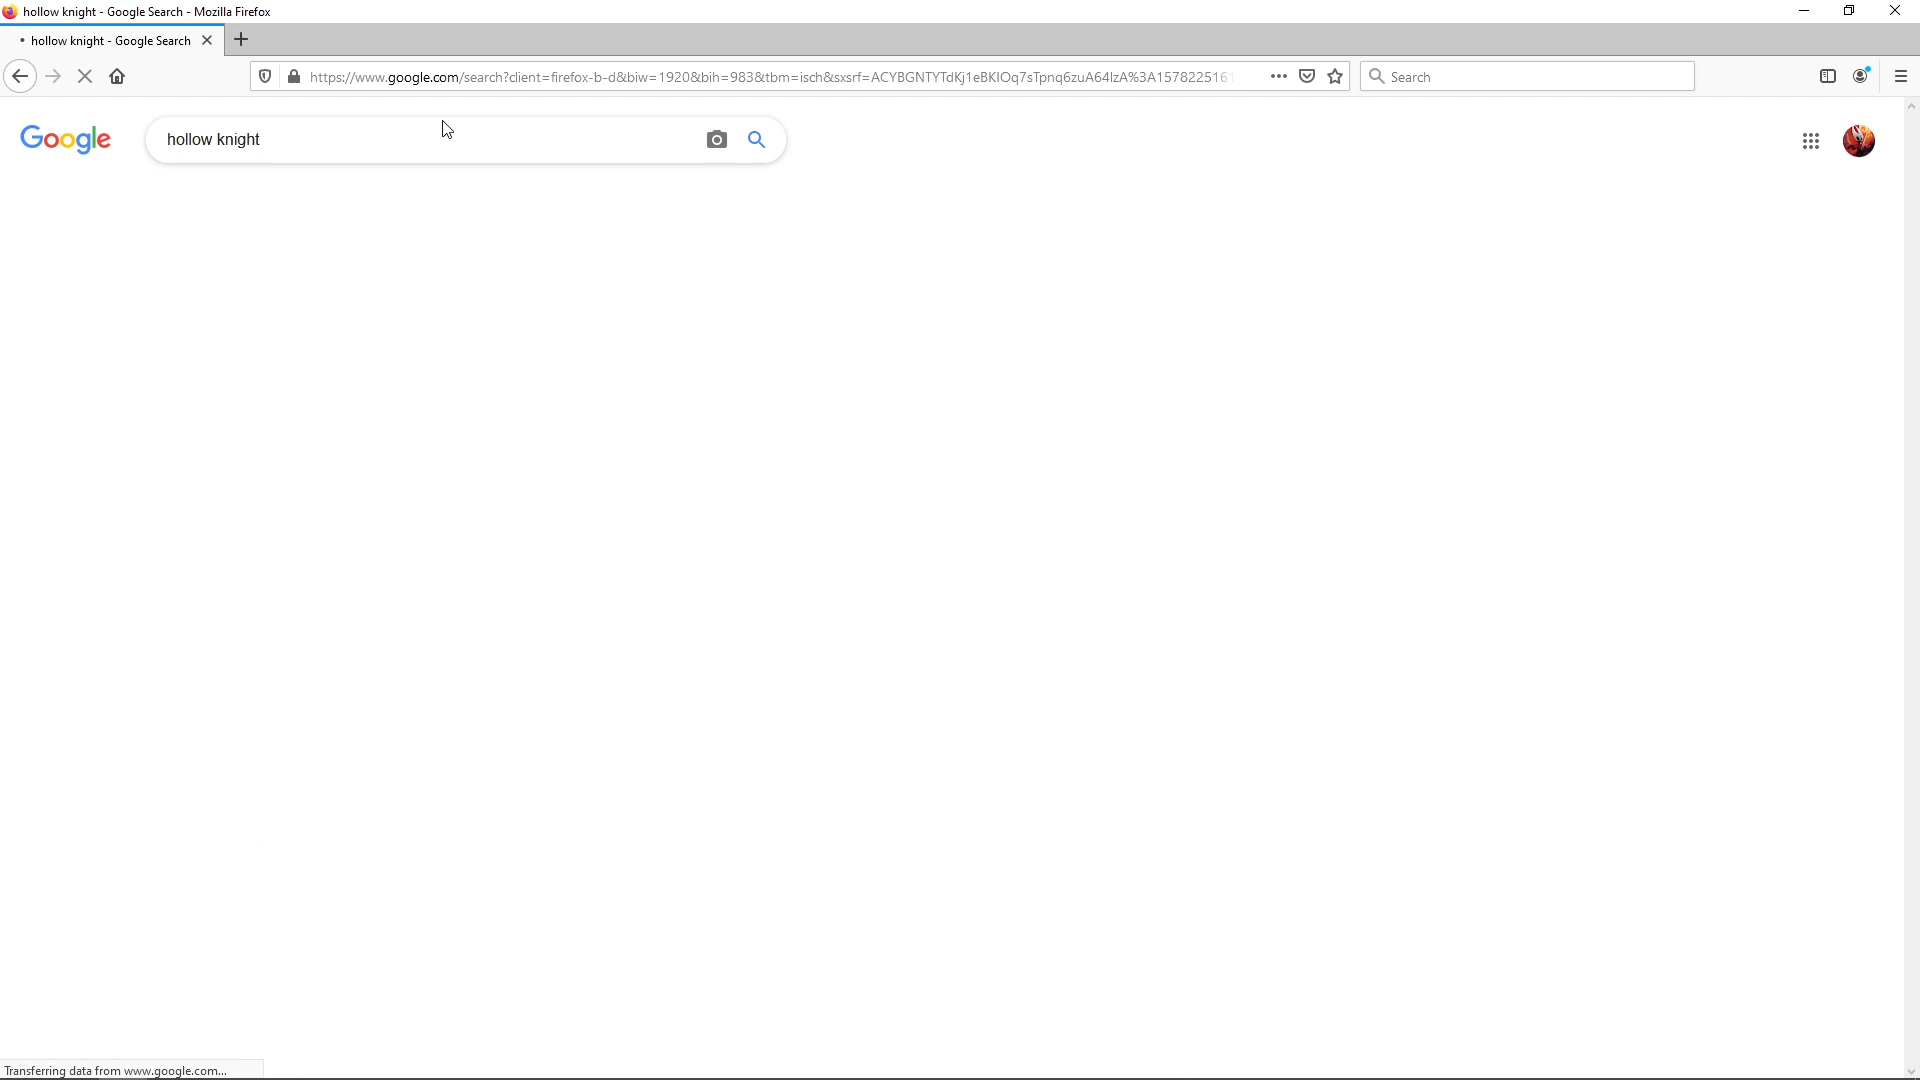 hollow knight - Google Search - Mozilla Firefox
hollow knight - Google Search
https://www.google.com/search?client=firefox-b-d&biw=1920&bih=983&tbm=isch&sxsrf=ACYBGNTYTdKj1eBKIOq7sTpnq6zuA64lzA%3A157822516
Search
Google
hollow knight
Transferring data from www.google.com...